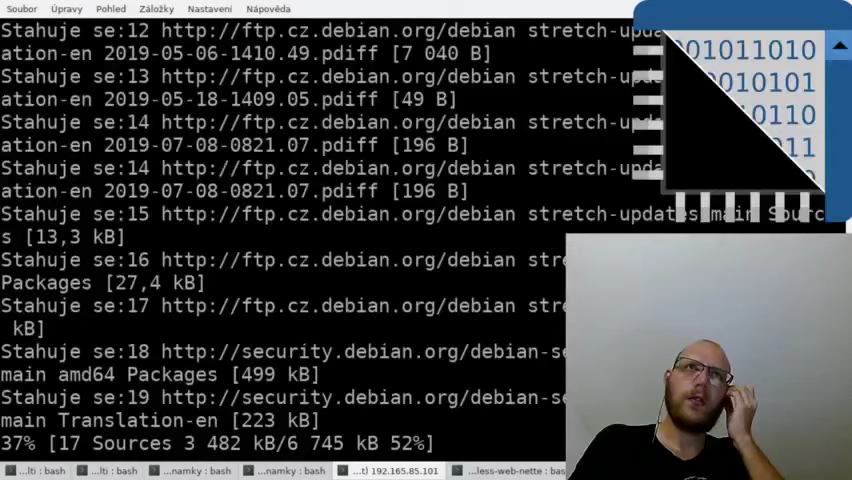 Soubor Úpravy Pohled Záložky Nastavení Nápověda
Stahuje se:12 http://ftp.cz.debian.org/debian stretch-upda
ation-en 2019-05-06-1410.49.pdiff [7 040 B]
Stahuje se:13 http://ftp.cz.debian.org/debian stretch-upda
ation-en 2019-05-18-1409.05.pdiff [49 B]
Stahuje se:14 http://ftp.cz.debian.org/debian stretch-upda
ation-en 2019-07-08-0821.07.pdiff [196 B]
Stahuje se:14 http://ftp.cz.debian.org/debian stretch-upda
ation-en 2019-07-08-0821.07.pdiff [196 B]
Stahuje se:15 http://ftp.cz.debian.org/debian stretch-updates/main Sourc
s [13,3 kB]
Stahuje se:16 http://ftp.cz.debian.org/debian stre
Packages [27,4 kB]
Stahuje se:17 http://ftp.cz.debian.org/debian stre
kB]
Stahuje se:18 http://security.debian.org/debian-se
main amd64 Packages [499 kB]
Stahuje se:19 http://security.debian.org/debian-se
main Translation-en [223 kB]
37% [17 Sources 3 482 kB/6 745 kB 52%]
...lti : bash ...lti : bash ...namky : bash ...namky : bash ...t) 192.168.85.101 ...less-web-nette : bas
001011010
010101
0110
11